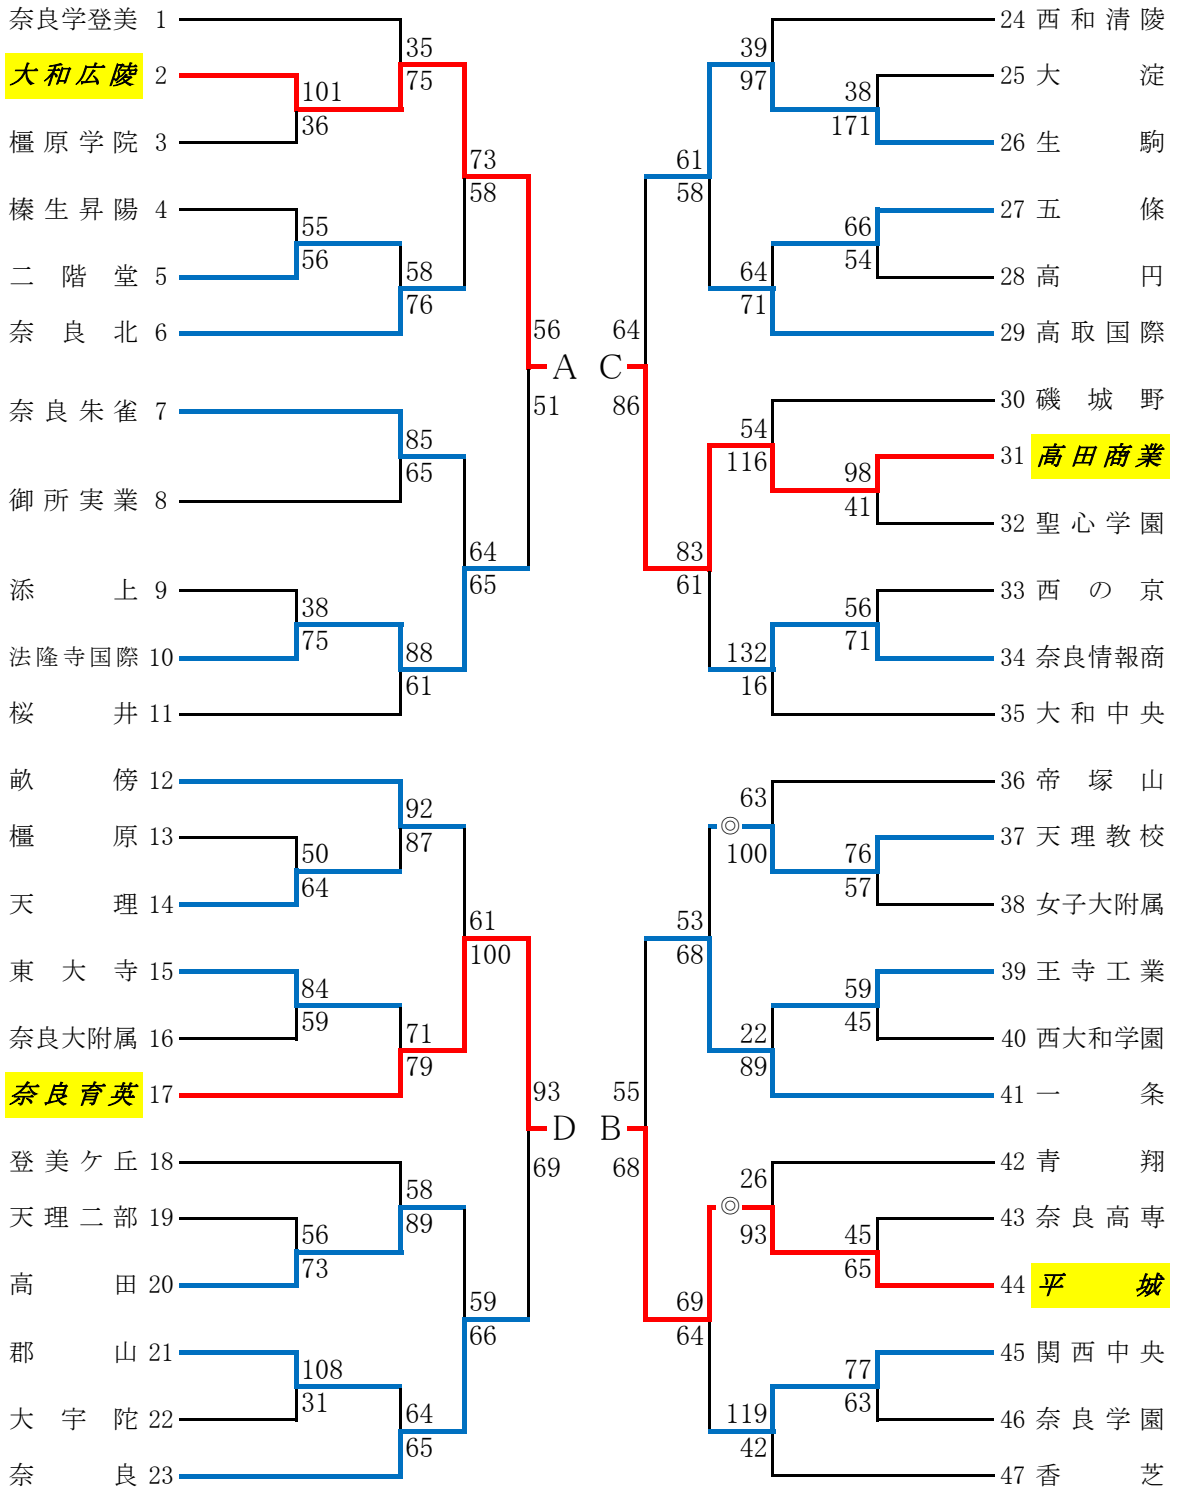 奈良学登美 1
大和広陵 2
橿原学院 3
榛生昇陽 4
二階堂 5
奈良北 6
奈良朱雀 7
御所実業 8
添上 9
法隆寺国際 10
桜井 11
35
75
101
36
73
58
55
56
58
76
56
A
51
85
65
64
65
38
75
88
61
24 西和清陵
25 大淀
26 生駒
27 五條
28 高円
29 高取国際
30 磯城野
31 高田商業
32 聖心学園
33 西の京
34 奈良情報商
35 大和中央
39
97
38
171
61
58
66
54
64
71
64
C
86
54
116
98
41
83
61
56
71
132
16
畝傍 12
橿原 13
天理 14
東大寺 15
奈良大附属 16
奈良育英 17
登美ケ丘 18
天理二部 19
高田 20
郡山 21
大宇陀 22
奈良 23
92
87
50
64
61
100
84
59
71
79
93
D
69
58
89
56
73
59
66
108
31
64
65
36 帝塚山
37 天理教校
38 女子大附属
39 王寺工業
40 西大和学園
41 一条
42 青翔
43 奈良高専
44 平城
45 関西中央
46 奈良学園
47 香芝
63
◎
100
76
57
53
68
59
45
22
89
55
B
68
26
◎
93
45
65
69
64
77
63
119
42